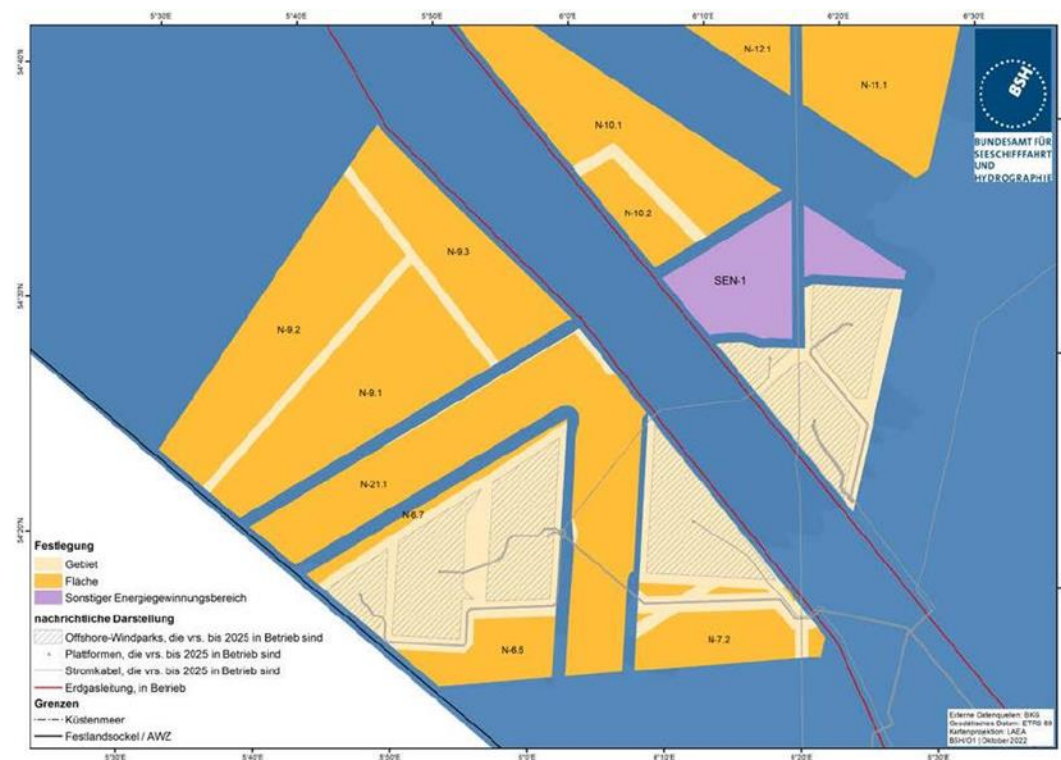 5°30'E 5°40'E 5°50'E 6°0'E 6°10'E 6°20'E 6°30'E
54°40'N
54°30'N
54°20'N
N-12.1
N-11.1
N-10.1
N-10.2
N-9.3
SEN-1
N-9.2
N-9.1
N-21.1
N-6.7
N-6.6
N-7.2
BSH
BUNDESAMT FÜR
SEESCHIFFFAHRT
UND
HYDROGRAPHIE
Festlegung
Gebiet
Fläche
Sonstiger Energiegewinnungsbereich
nachrichtliche Darstellung
Offshore-Windparks, die vrs. bis 2025 in Betrieb sind
Plattformen, die vrs. bis 2025 in Betrieb sind
Stromkabel, die vrs. bis 2025 in Betrieb sind
Erdgasleitung, in Betrieb
Grenzen
Küstenmeer
Festlandsockel / AWZ
Externe Datenquellen: BKG
Geodätisches Datum: ETRS 89
Kartenprojektion: LAEA
BSH/O1 | Oktober 2022
5°30'E 5°50'E 6°0'E 6°10'E 6°20'E 6°30'E